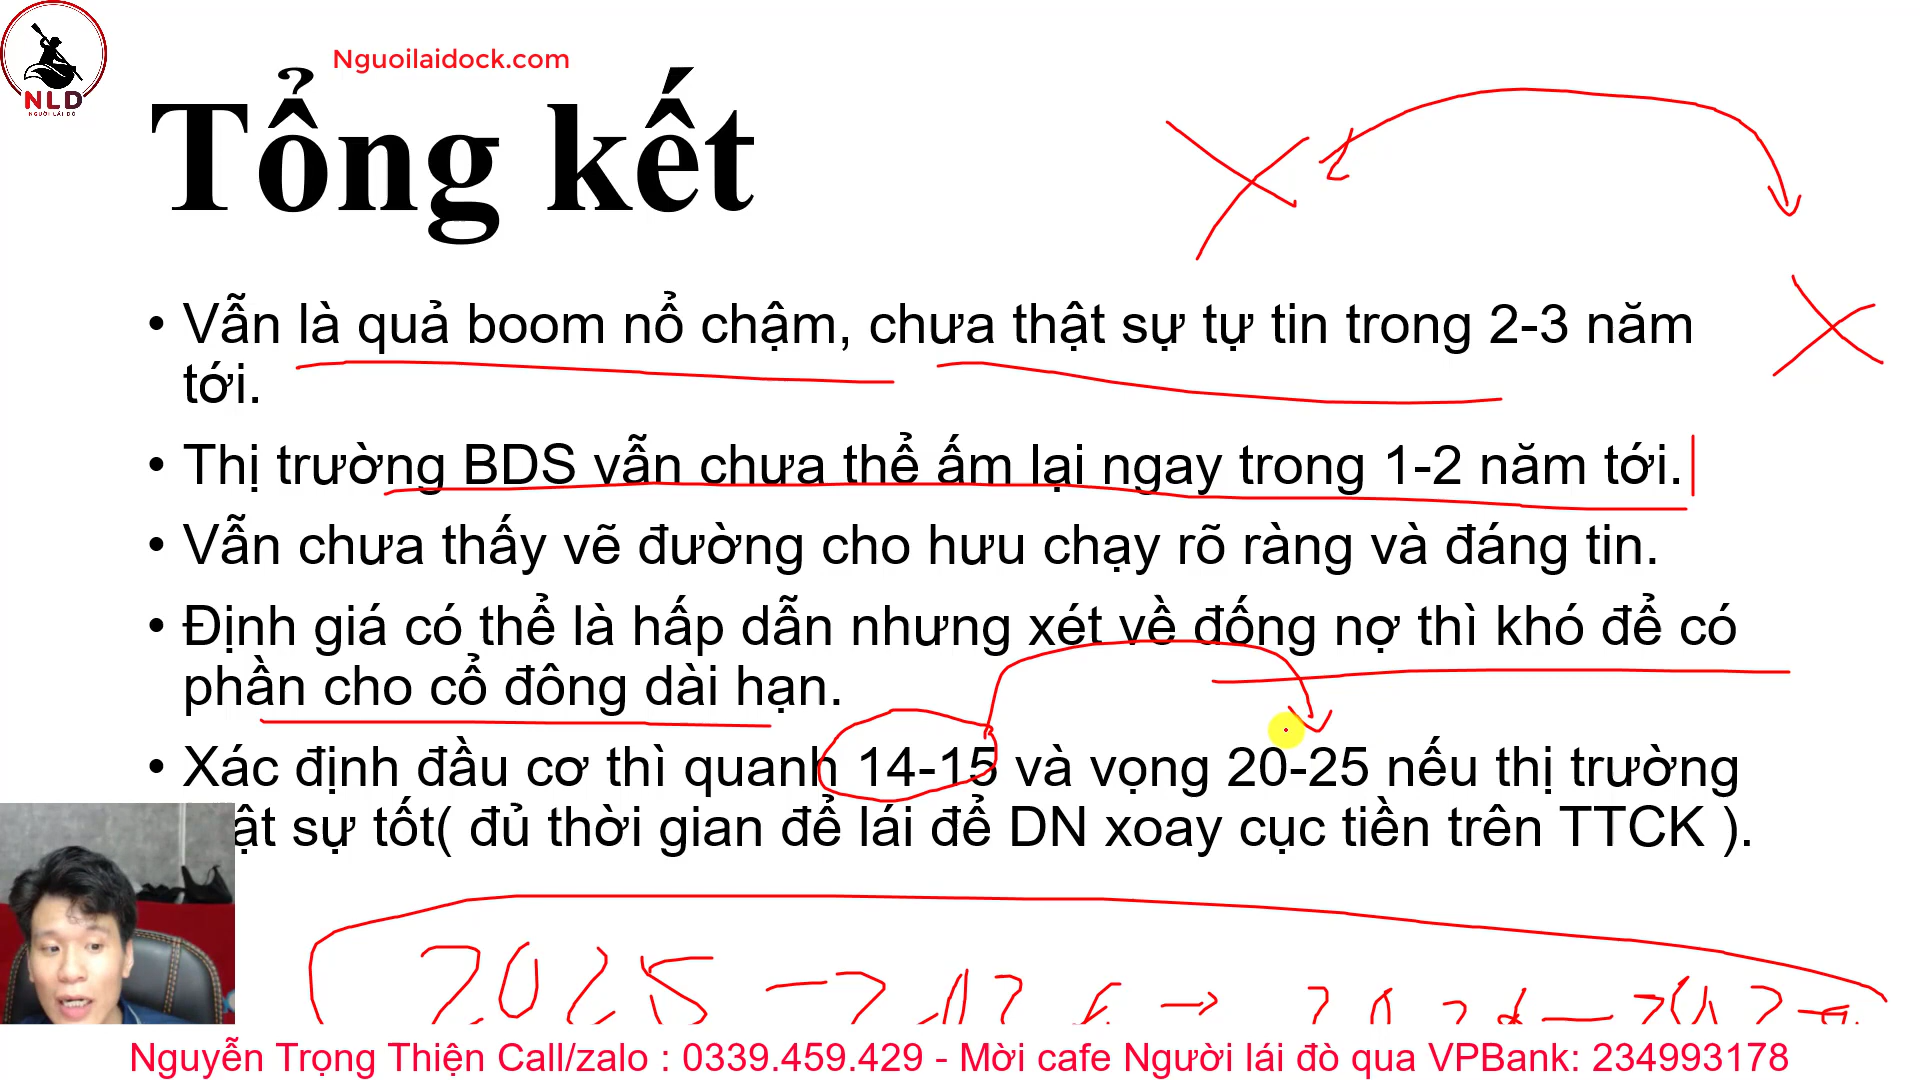 Nguoilaidock.com
NLD
NGƯỜI LÁI ĐÒ
Tổng kết
• Vẫn là quả boom nổ chậm, chưa thật sự tự tin trong 2-3 năm
tới.
• Thị trường BDS vẫn chưa thể ấm lại ngay trong 1-2 năm tới.
• Vẫn chưa thấy vẽ đường cho hưu chạy rõ ràng và đáng tin.
• Định giá có thể là hấp dẫn nhưng xét về đống nợ thì khó để có
phần cho cổ đông dài hạn.
• Xác định đầu cơ thì quanh 14-15 và vọng 20-25 nếu thị trường
ật sự tốt( đủ thời gian để lái để DN xoay cục tiền trên TTCK ).
2025
Nguyễn Trọng Thiện Call/zalo : 0339.459.429 - Mời cafe Người lái đò qua VPBank: 234993178